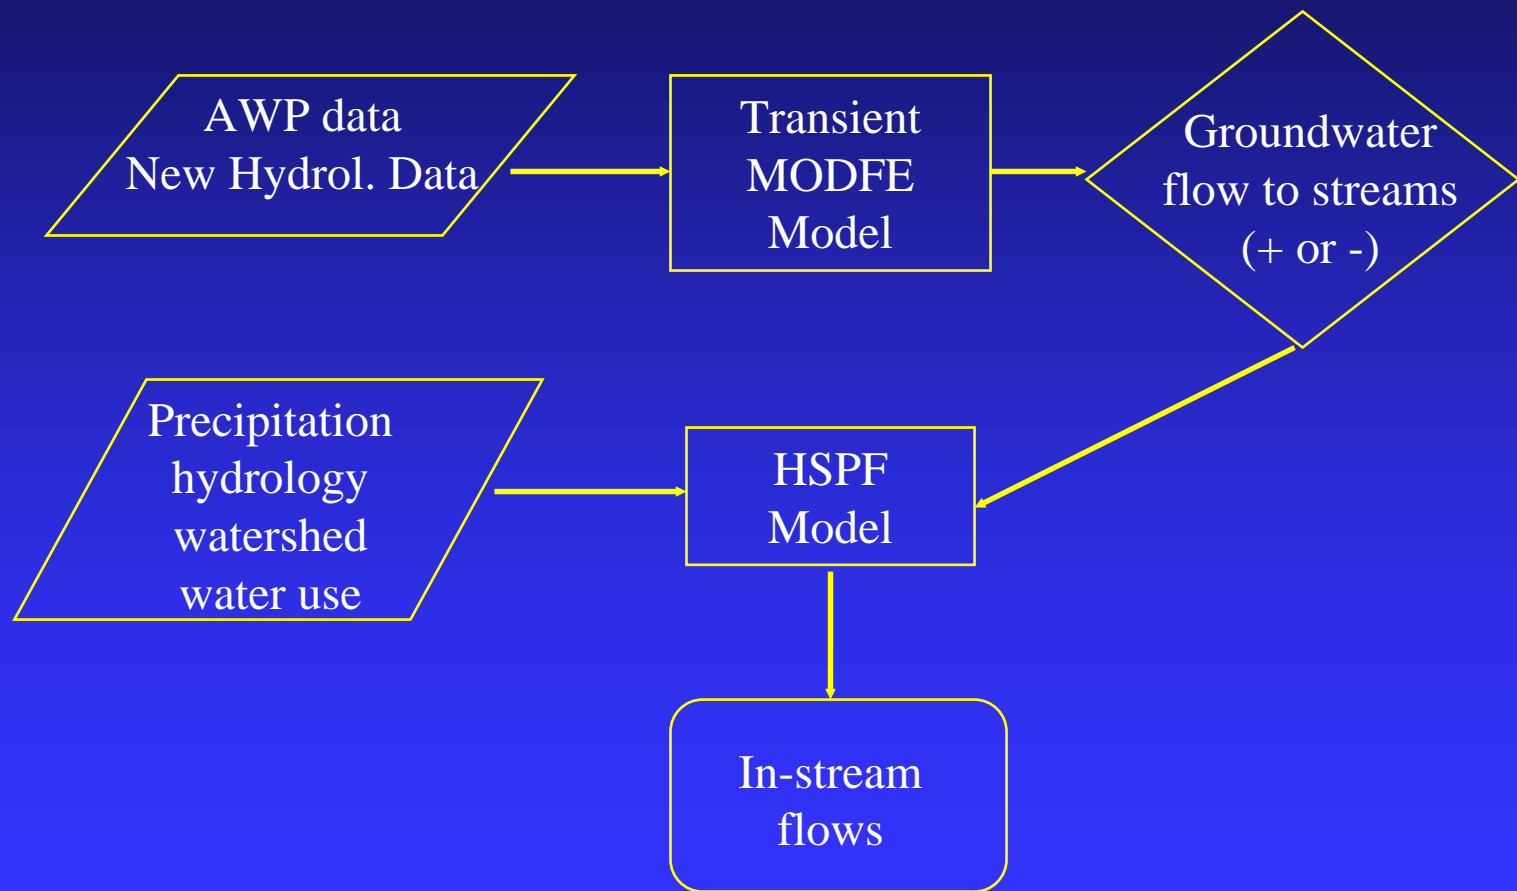 AWP data
New Hydrol. Data
Transient
MODFE
Model
Groundwater
flow to streams
(+ or -)
Precipitation
hydrology
watershed
water use
HSPF
Model
In-stream
flows